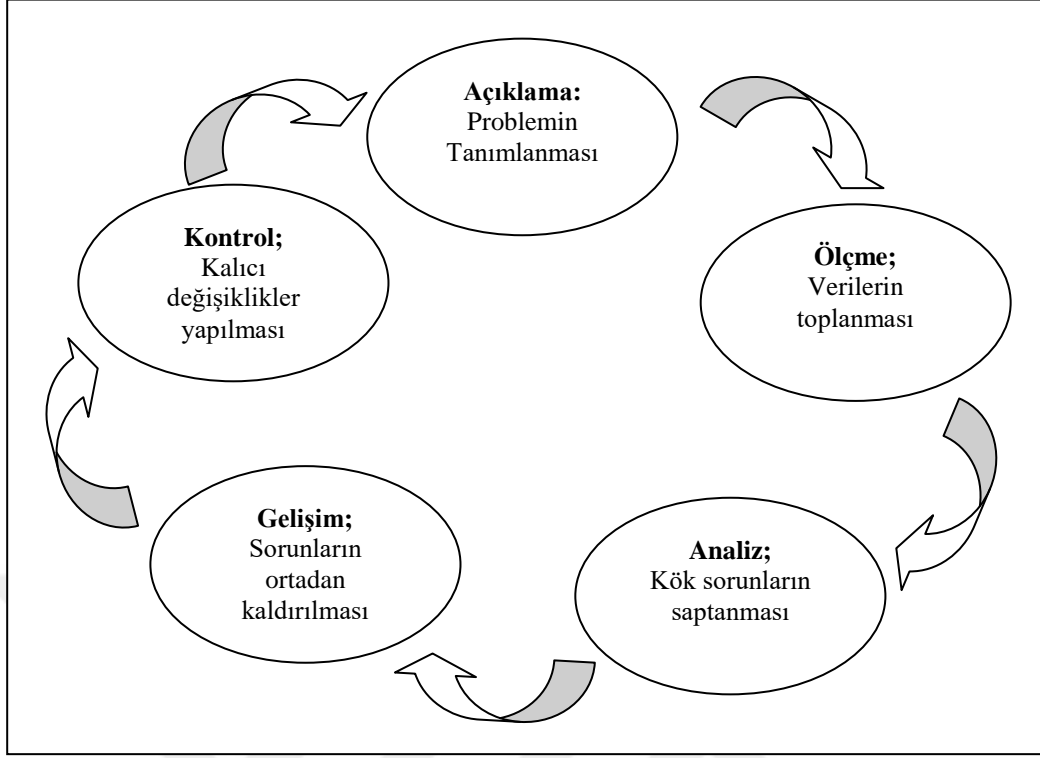 Açıklama:
Problemin
Tanımlanması
Ölçme;
Verilerin
toplanması
Analiz;
Kök sorunların
saptanması
Gelişim;
Sorunların
ortadan
kaldırılması
Kontrol;
Kalıcı
değişiklikler
yapılması